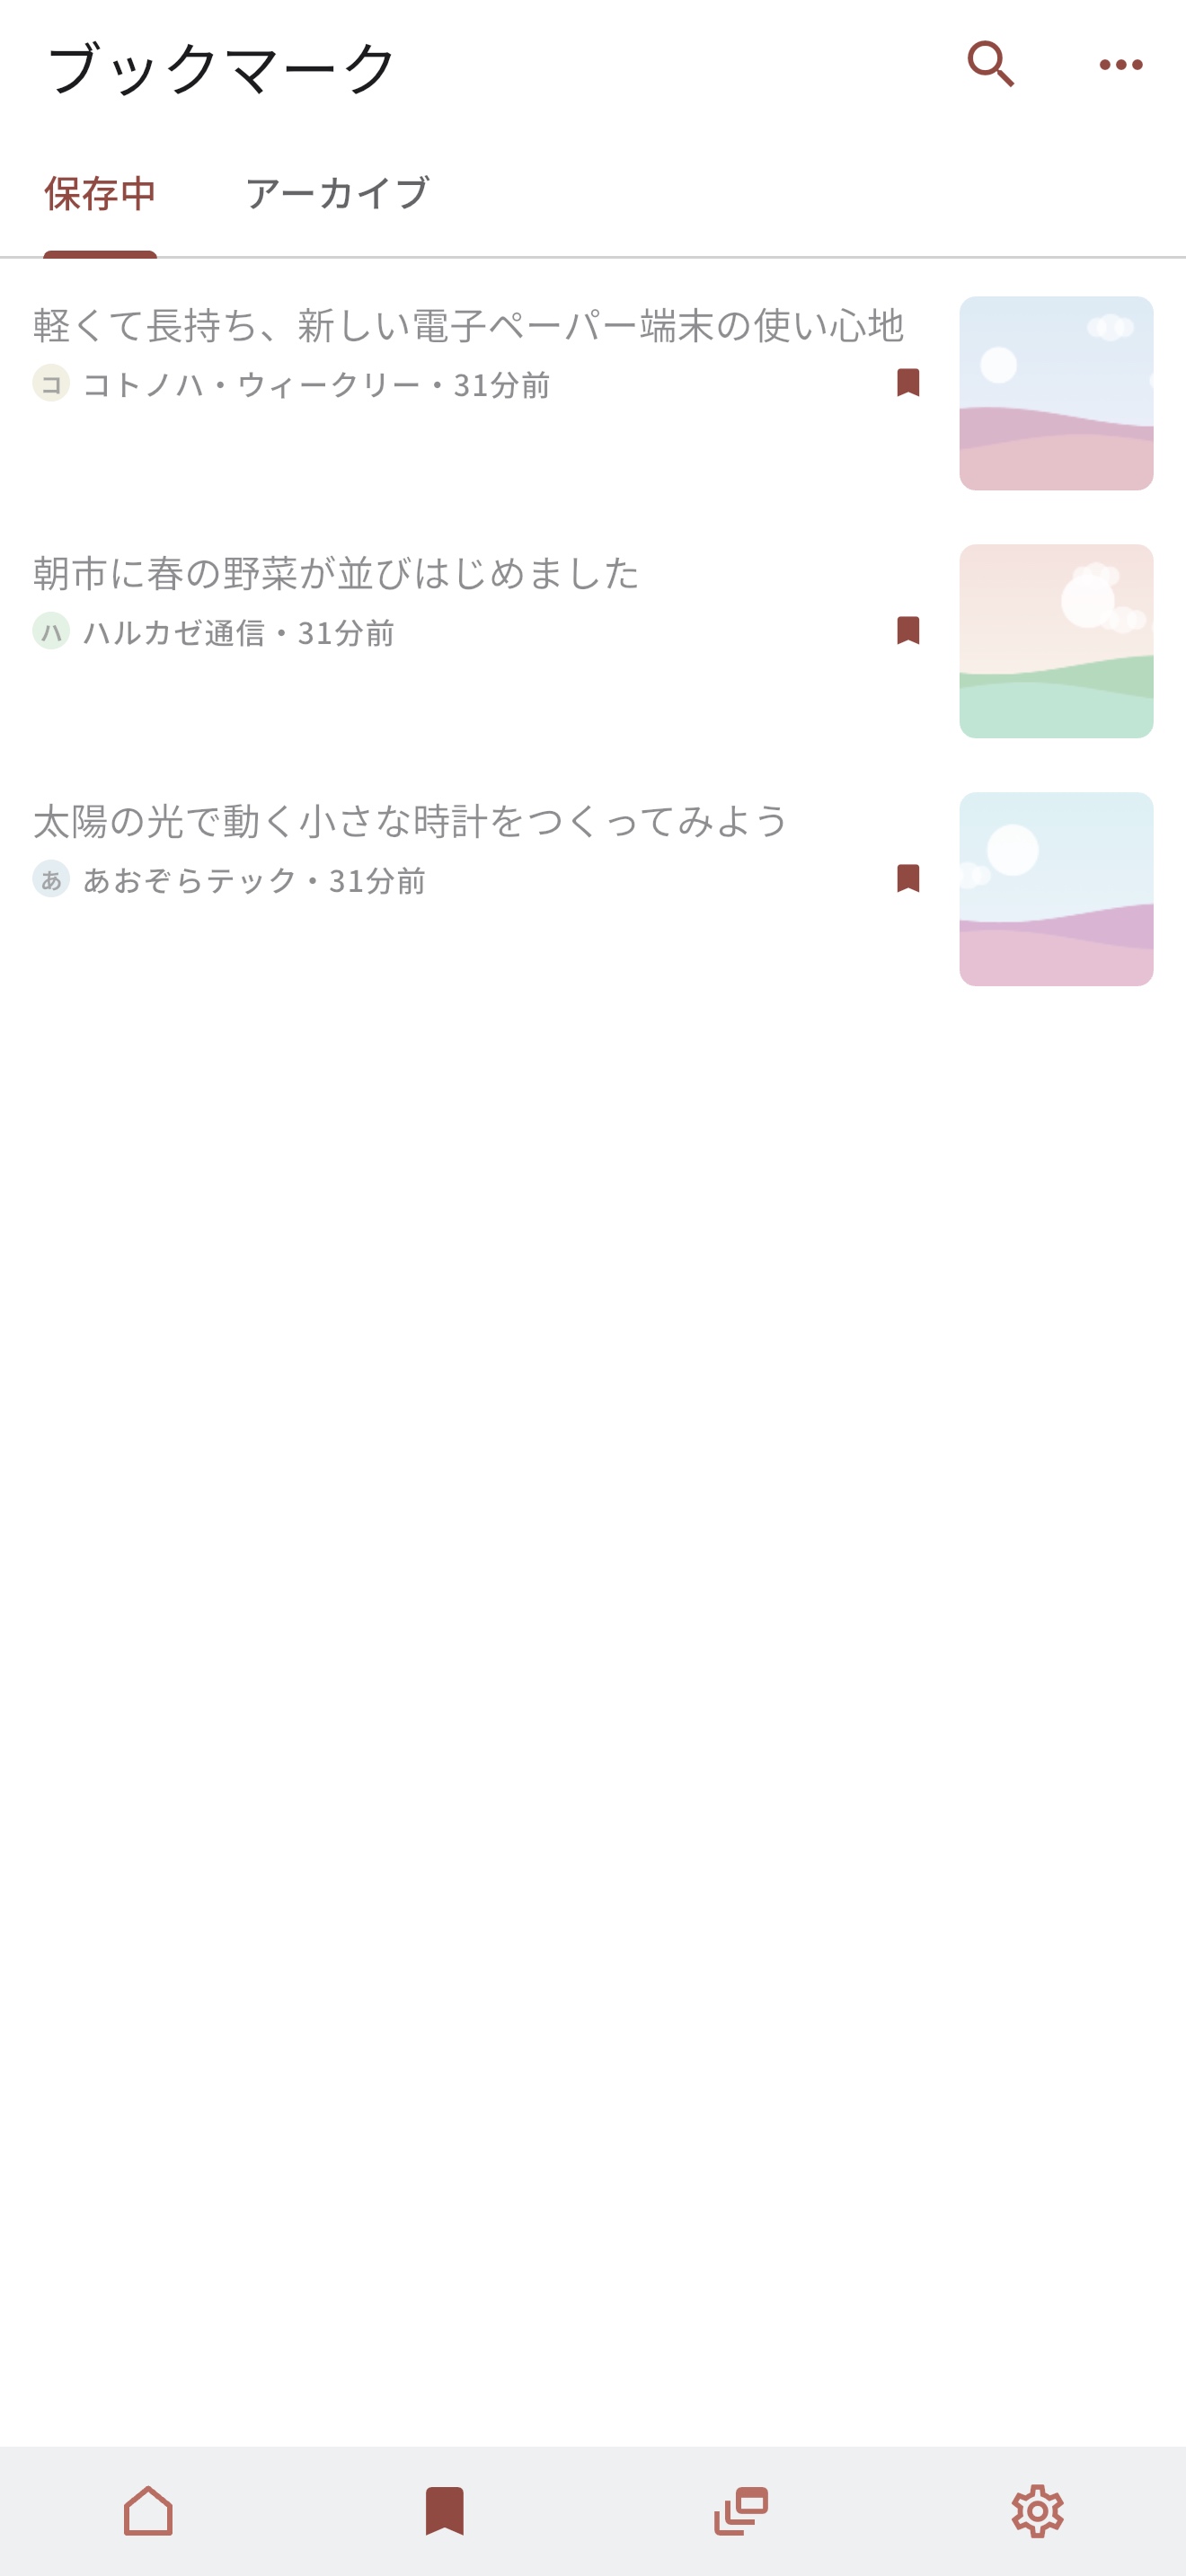 ブックマーク
保存中
アーカイブ
軽くて長持ち、新しい電子ペーパー端末の使い心地
コ コトノハ・ウィークリー・31分前
朝市に春の野菜が並びはじめました
ハ ハルカゼ通信・31分前
太陽の光で動く小さな時計をつくってみよう
あ あおぞらテック・31分前